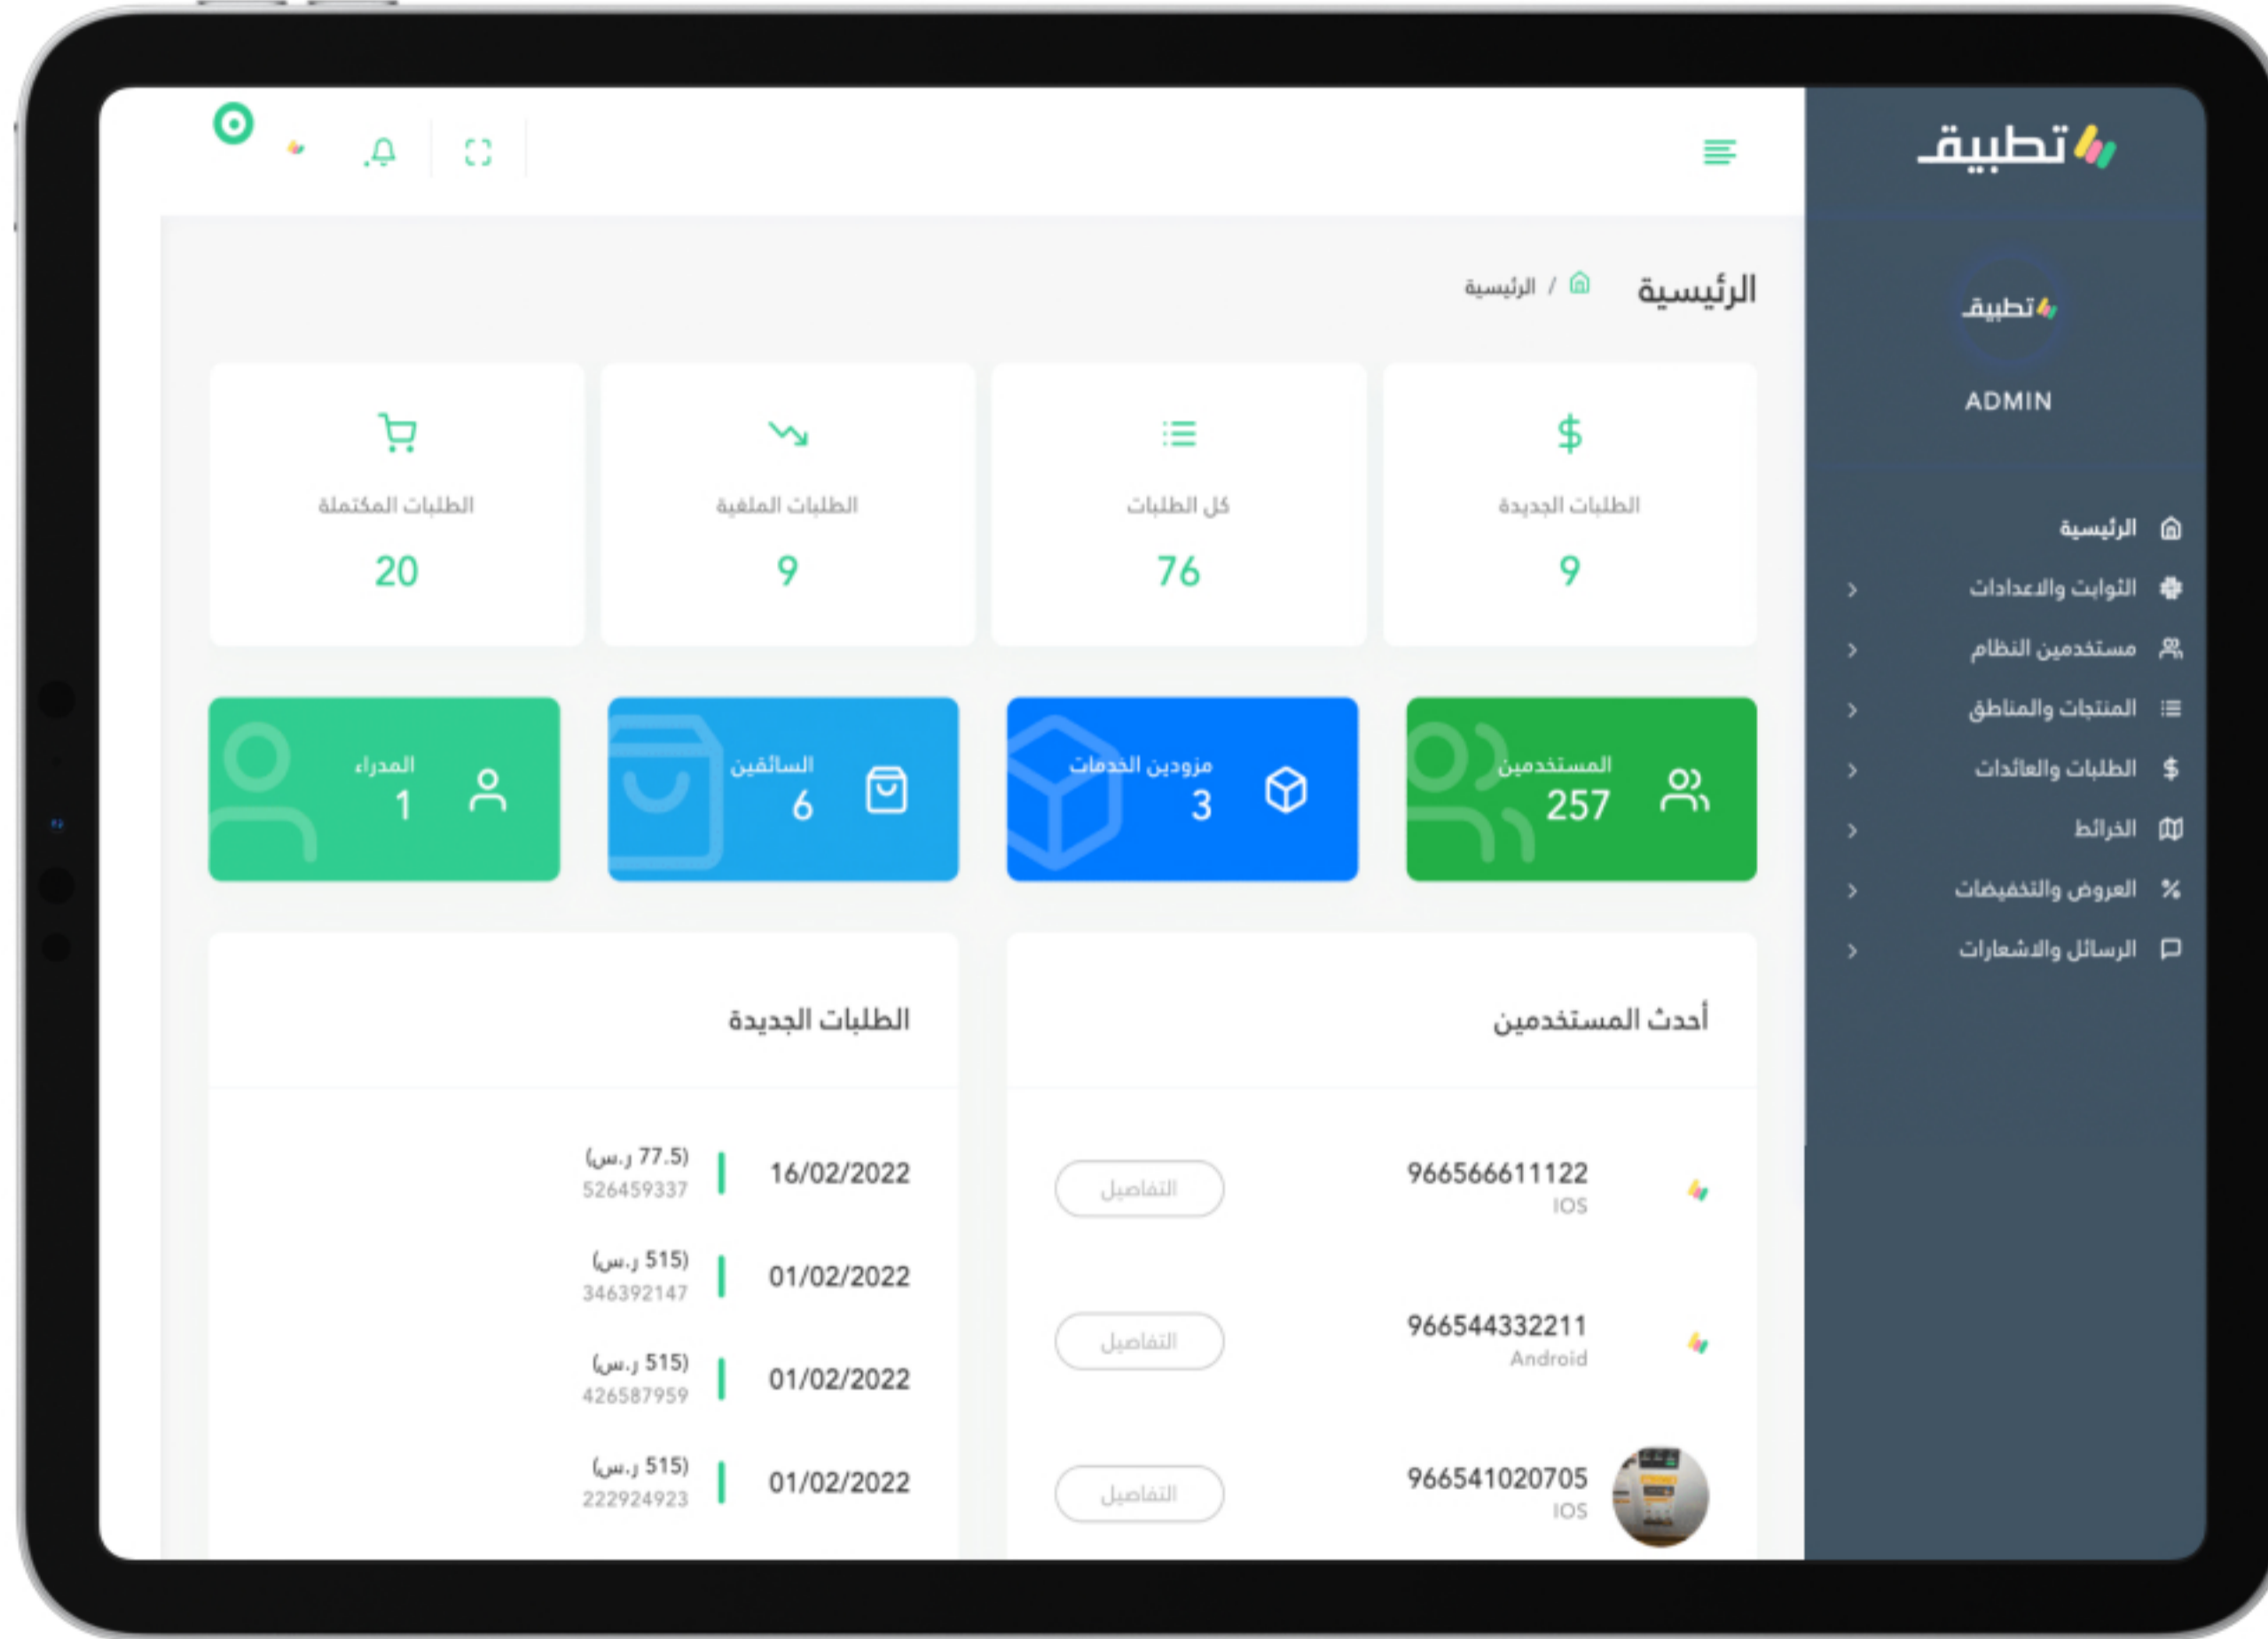 تطبيقـ
تطبيقـ
ADMIN
الرئيسية
الثوابت والاعدادات
مستخدمين النظام
المنتجات والمناطق
الطلبات والعائدات
الخرائط
العروض والتخفيضات
الرسائل والاشعارات
الرئيسية
/ الرئيسية
الطلبات الجديدة
9
كل الطلبات
76
الطلبات الملغية
9
الطلبات المكتملة
20
المستخدمين
257
مزودين الخدمات
3
السائقين
6
المدراء
1
أحدث المستخدمين
966566611122
IOS
التفاصيل
966544332211
Android
التفاصيل
966541020705
IOS
التفاصيل
الطلبات الجديدة
16/02/2022
(77.5 ر.س)
526459337
01/02/2022
(515 ر.س)
346392147
01/02/2022
(515 ر.س)
426587959
01/02/2022
(515 ر.س)
222924923